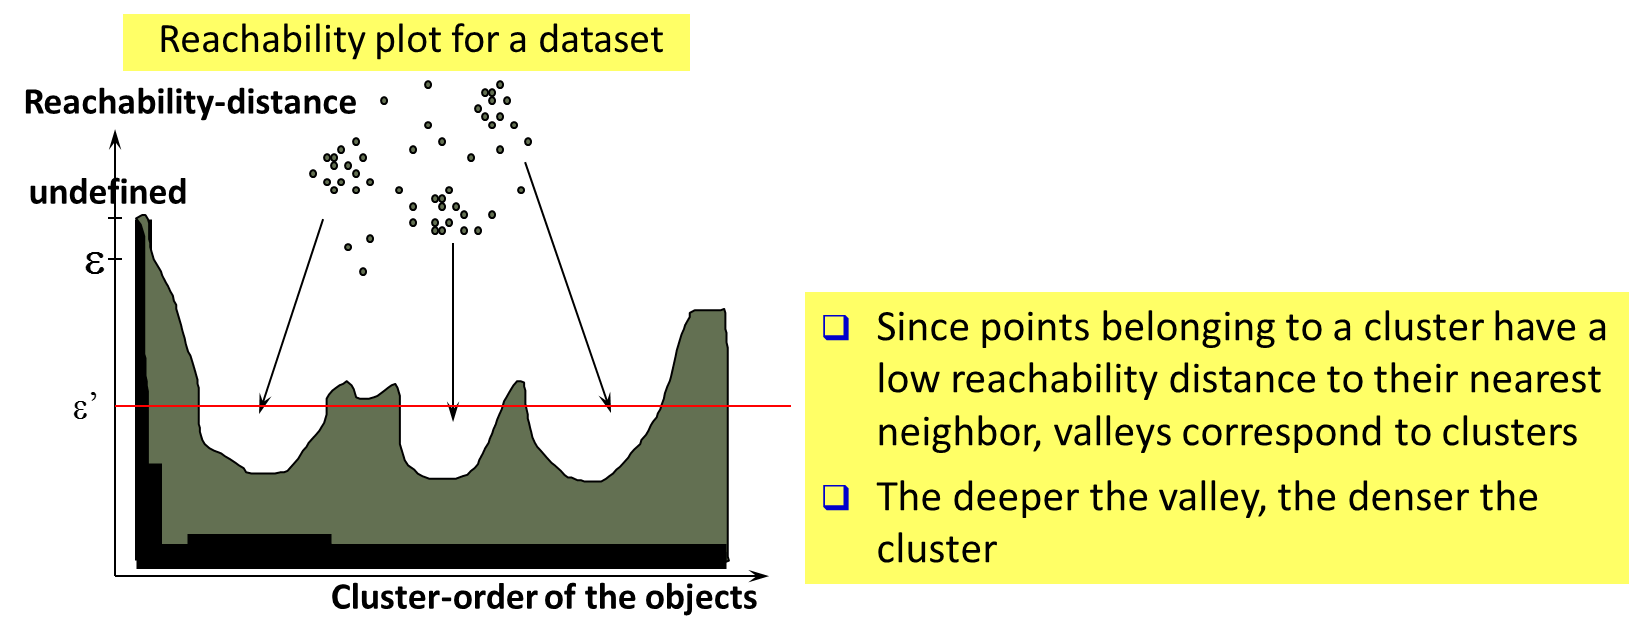 Reachability plot for a dataset
Reachability-distance
undefined
ε
ε’
Cluster-order of the objects
Since points belonging to a cluster have a
low reachability distance to their nearest
neighbor, valleys correspond to clusters
The deeper the valley, the denser the
cluster